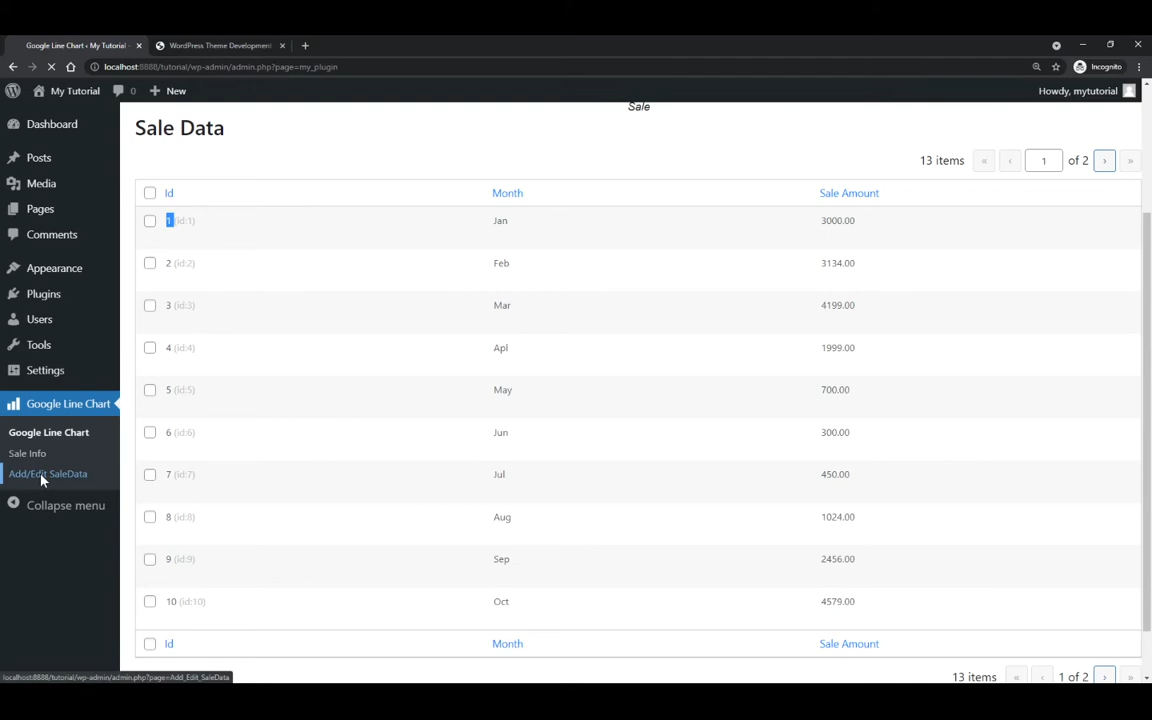 Google Line Chart ‹ My Tutorial -
WordPress Theme Development
localhost:8888/tutorial/wp-admin/admin.php?page=my_plugin
Incognito
My Tutorial 0 New
Howdy, mytutorial
Dashboard
Posts
Media
Pages
Comments
Appearance
Plugins
Users
Tools
Settings
Google Line Chart
Google Line Chart
Sale Info
Add/Edit SaleData
Collapse menu
Sale
Sale Data
13 items « ‹ 1 of 2 › »
Id Month Sale Amount
1 (id:1) Jan 3000.00
2 (id:2) Feb 3134.00
3 (id:3) Mar 4199.00
4 (id:4) Apl 1999.00
5 (id:5) May 700.00
6 (id:6) Jun 300.00
7 (id:7) Jul 450.00
8 (id:8) Aug 1024.00
9 (id:9) Sep 2456.00
10 (id:10) Oct 4579.00
Id Month Sale Amount
13 items « ‹ 1 of 2 › »
localhost:8888/tutorial/wp-admin/admin.php?page=Add_Edit_SaleData